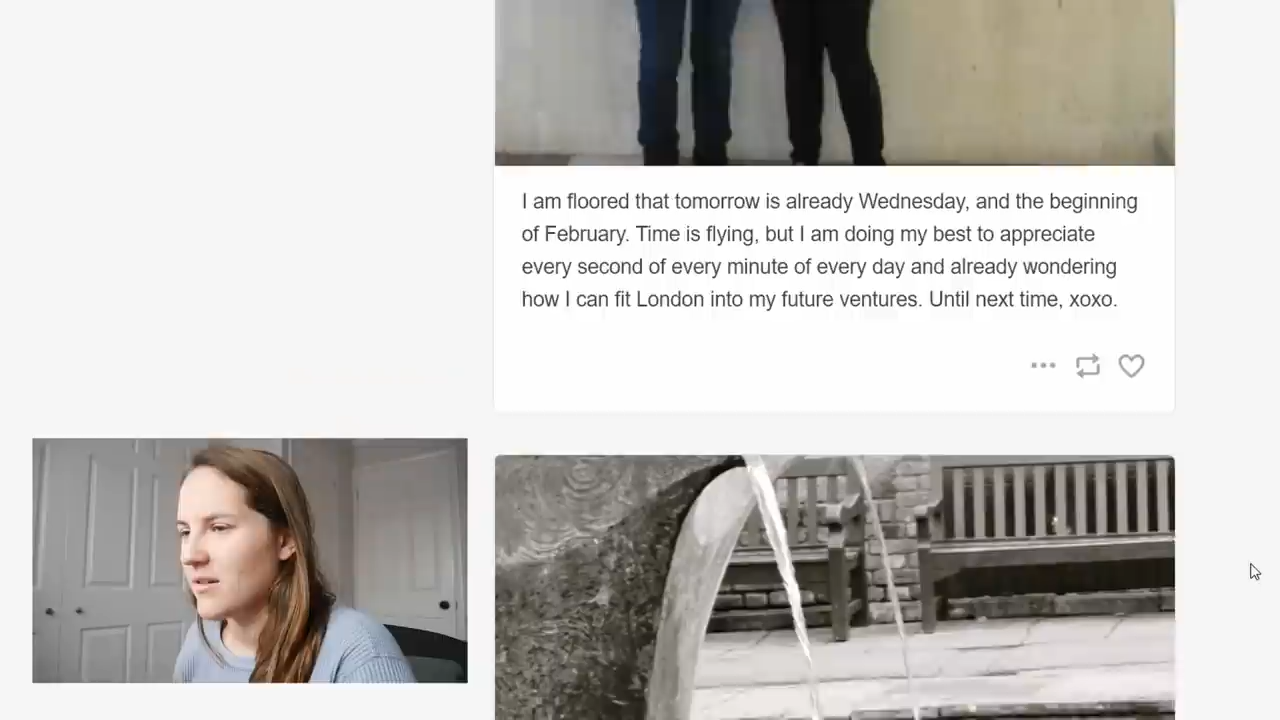 I am floored that tomorrow is already Wednesday, and the beginning
of February. Time is flying, but I am doing my best to appreciate
every second of every minute of every day and already wondering
how I can fit London into my future ventures. Until next time, xoxo.